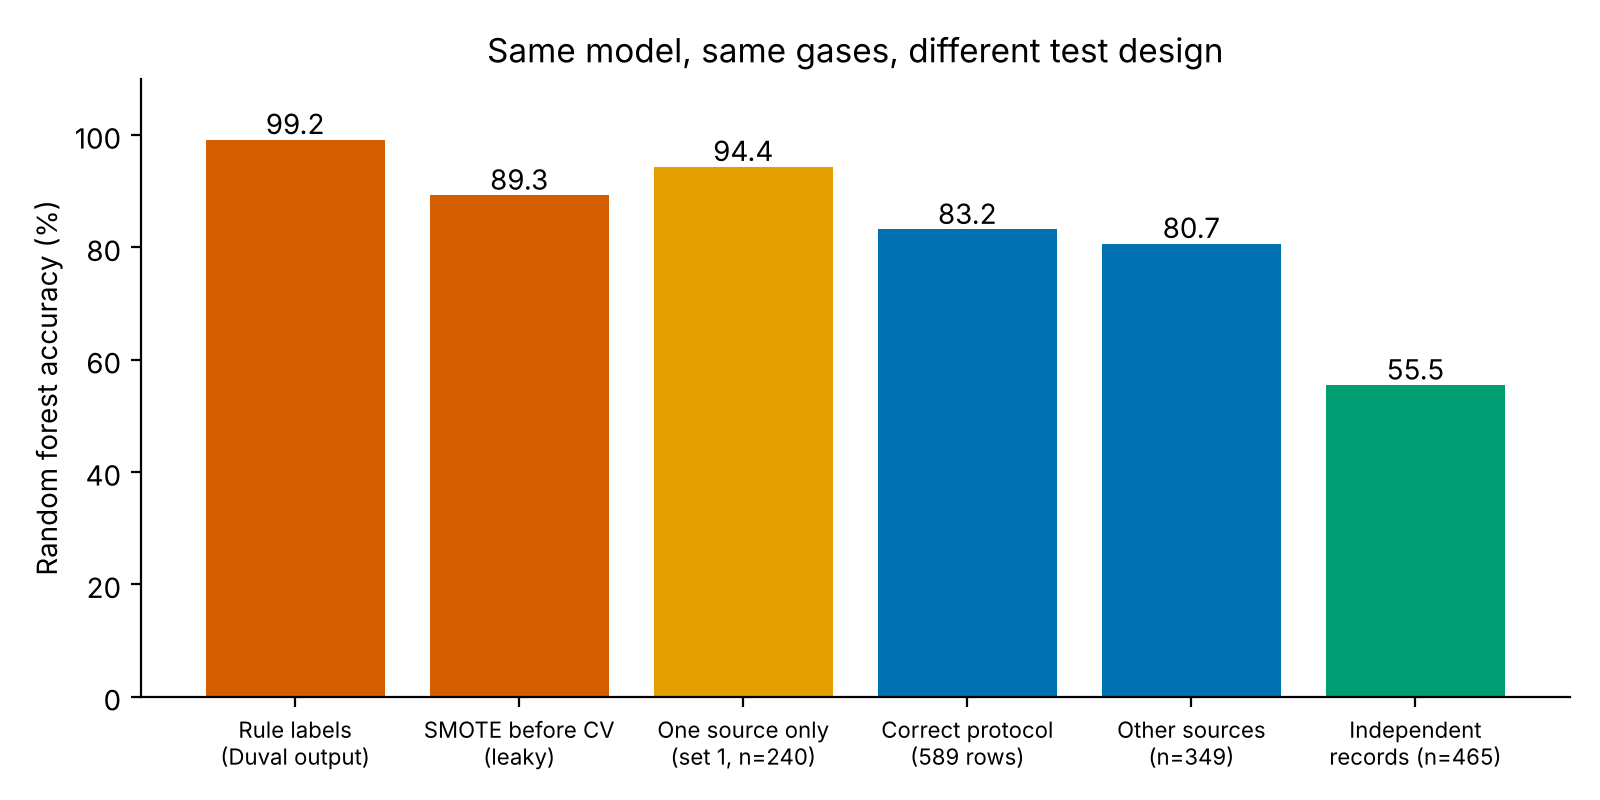 Same model, same gases, different test design
Random forest accuracy (%)
100
80
60
40
20
0
99.2
89.3
94.4
83.2
80.7
55.5
Rule labels
(Duval output)
SMOTE before CV
(leaky)
One source only
(set 1, n=240)
Correct protocol
(589 rows)
Other sources
(n=349)
Independent
records (n=465)